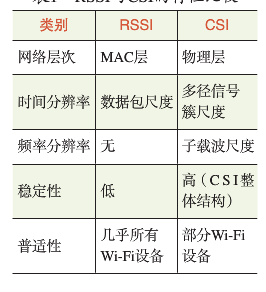 类别 RSSI CSI
网络层次 MAC层 物理层
时间分辨率 数据包尺度 多径信号
簇尺度
频率分辨率 无 子载波尺度
稳定性 低 高（CSI整
体结构）
普适性 几乎所有
Wi-Fi设备 部分Wi-Fi
设备